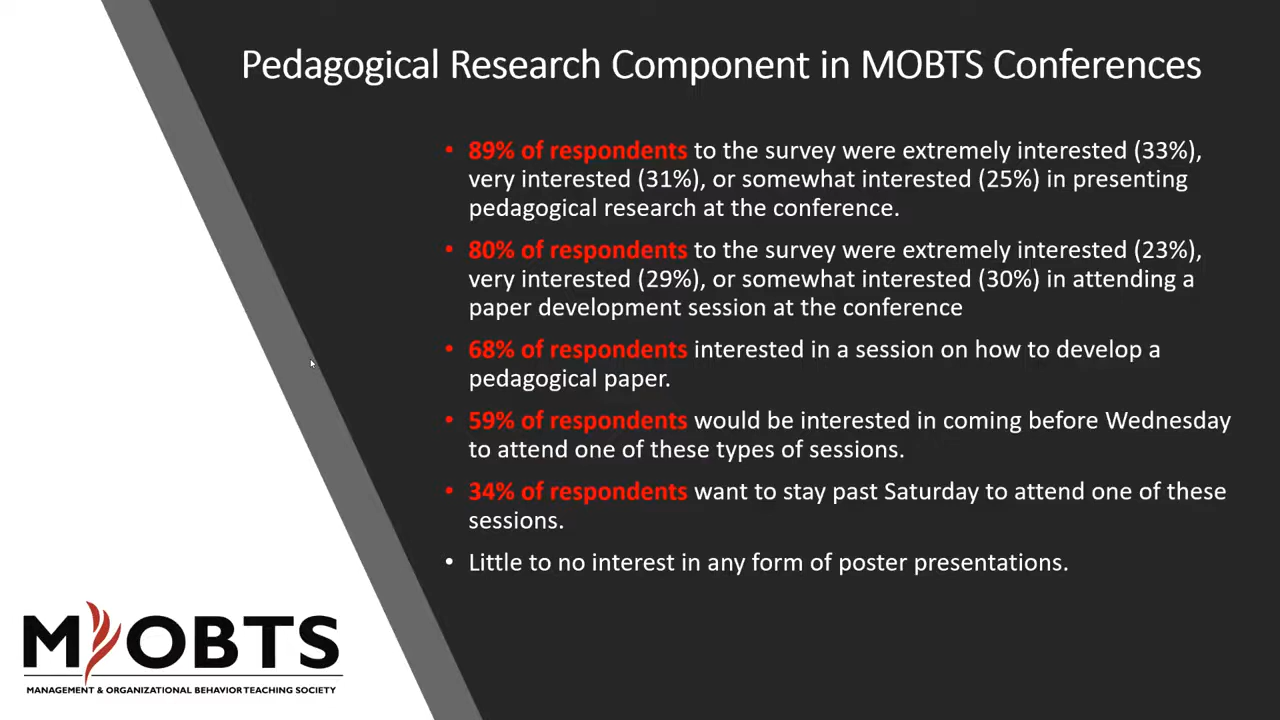 Pedagogical Research Component in MOBTS Conferences
• 89% of respondents to the survey were extremely interested (33%),
very interested (31%), or somewhat interested (25%) in presenting
pedagogical research at the conference.
• 80% of respondents to the survey were extremely interested (23%),
very interested (29%), or somewhat interested (30%) in attending a
paper development session at the conference
• 68% of respondents interested in a session on how to develop a
pedagogical paper.
• 59% of respondents would be interested in coming before Wednesday
to attend one of these types of sessions.
• 34% of respondents want to stay past Saturday to attend one of these
sessions.
• Little to no interest in any form of poster presentations.
MOBTS
MANAGEMENT & ORGANIZATIONAL BEHAVIOR TEACHING SOCIETY